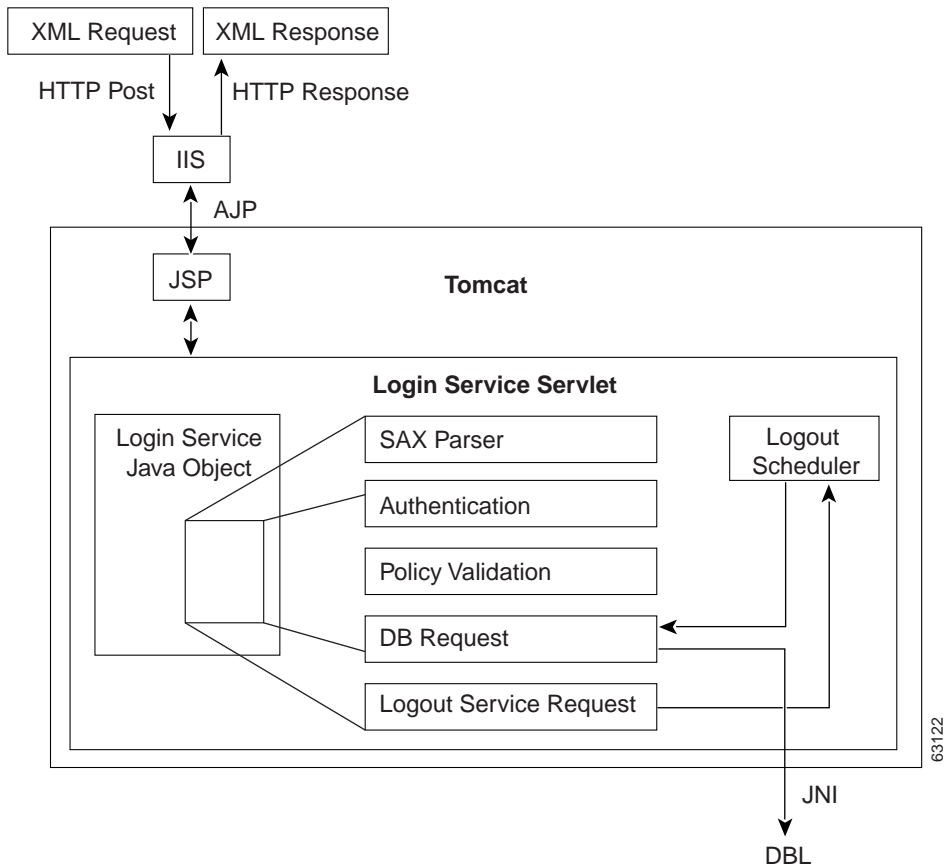 XML Request
XML Response
HTTP Post
HTTP Response
IIS
AJP
JSP
Tomcat
Login Service Servlet
Login Service
Java Object
SAX Parser
Authentication
Policy Validation
DB Request
Logout Service Request
Logout
Scheduler
JNI
DBL
63122